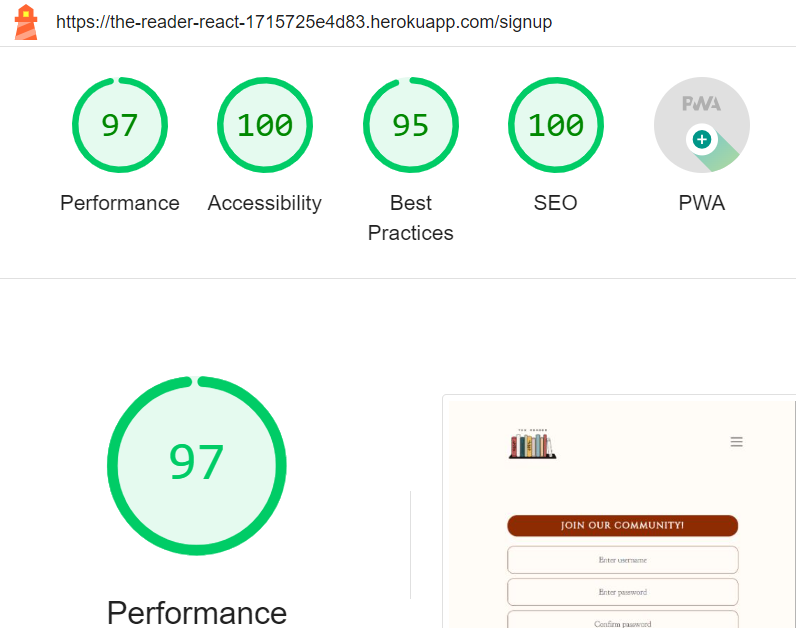 https://the-reader-react-1715725e4d83.herokuapp.com/signup
97
100
95
100
PWA
Performance
Accessibility
Best
Practices
SEO
PWA
97
Performance
THE READER
JOIN OUR COMMUNITY!
Enter username
Enter password
Confirm password